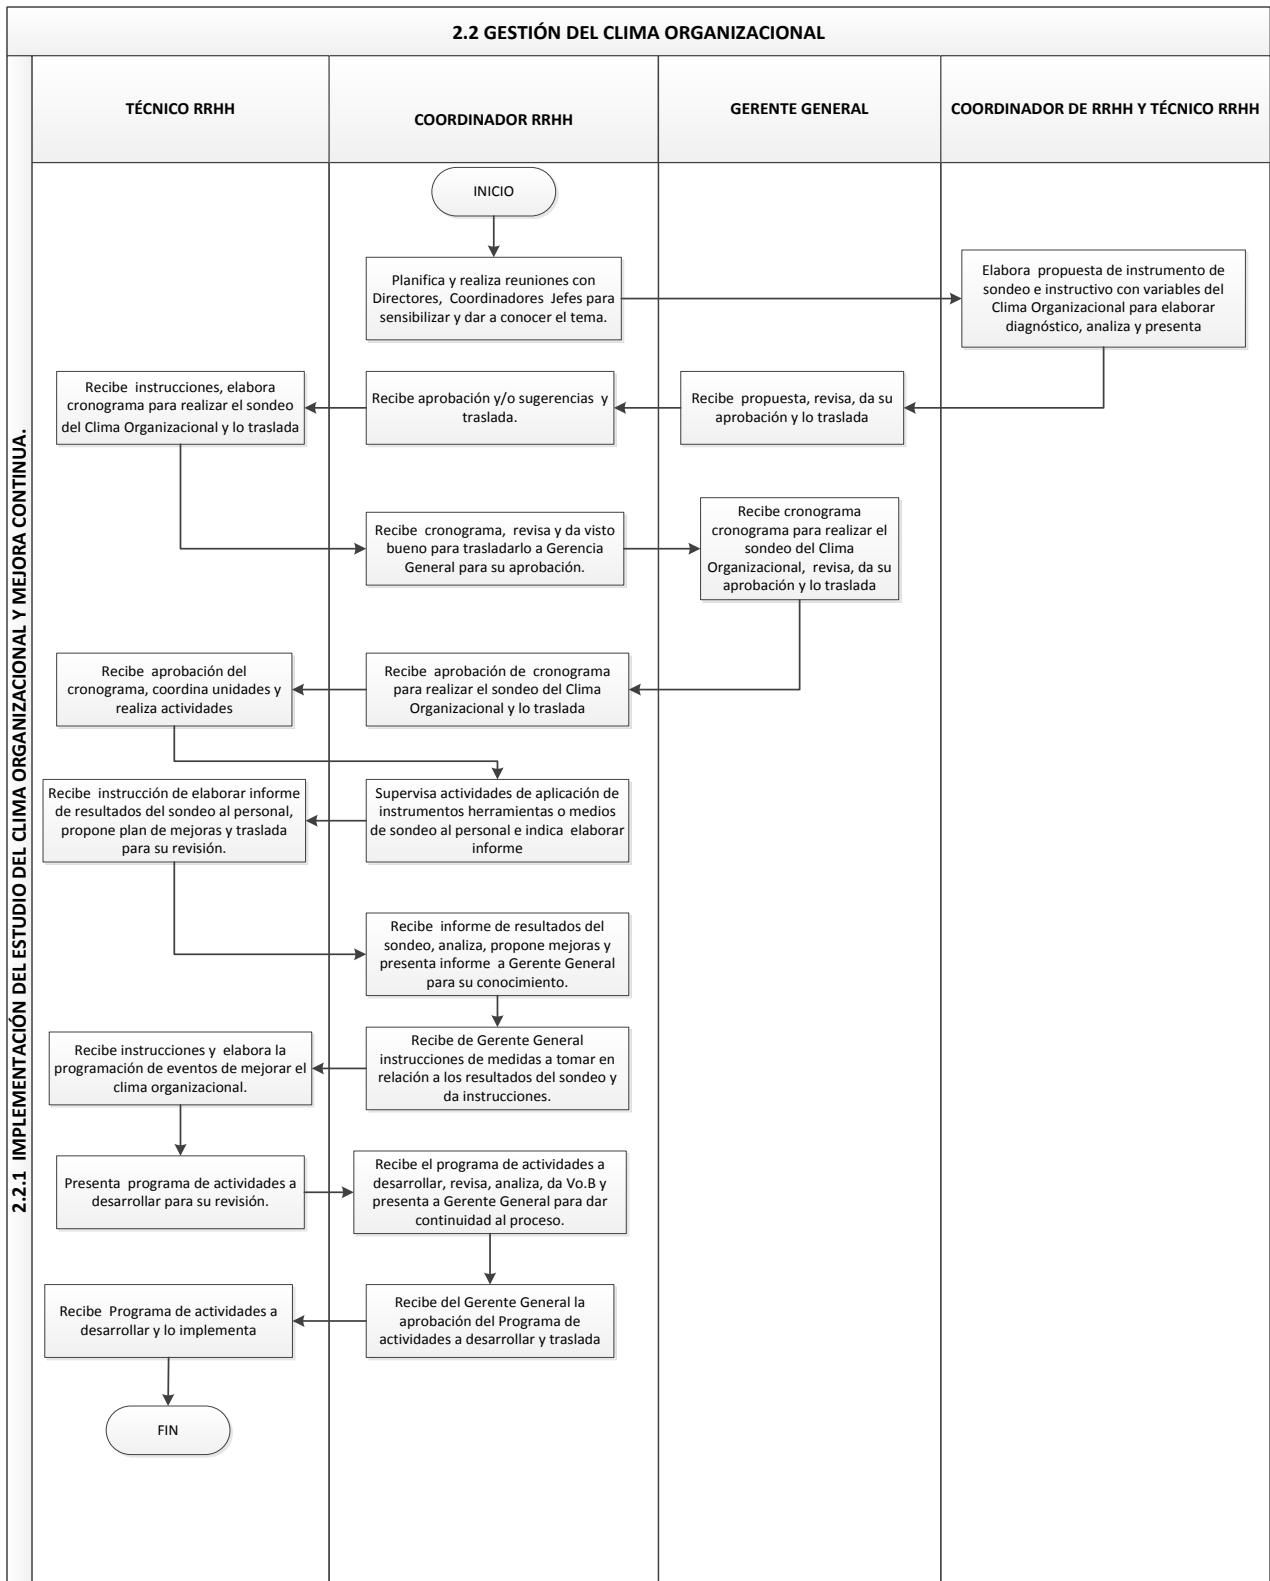 2.2 GESTIÓN DEL CLIMA ORGANIZACIONAL
2.2.1 IMPLEMENTACIÓN DEL ESTUDIO DEL CLIMA ORGANIZACIONAL Y MEJORA CONTINUA.
TÉCNICO RRHH
COORDINADOR RRHH
GERENTE GENERAL
COORDINADOR DE RRHH Y TÉCNICO RRHH
INICIO
Planifica y realiza reuniones con
Directores, Coordinadores Jefes para
sensibilizar y dar a conocer el tema.
Elabora propuesta de instrumento de
sondeo e instructivo con variables del
Clima Organizacional para elaborar
diagnóstico, analiza y presenta
Recibe propuesta, revisa, da su
aprobación y lo traslada
Recibe aprobación y/o sugerencias y
traslada.
Recibe instrucciones, elabora
cronograma para realizar el sondeo
del Clima Organizacional y lo traslada
Recibe cronograma, revisa y da visto
bueno para trasladarlo a Gerencia
General para su aprobación.
Recibe cronograma
cronograma para realizar el
sondeo del Clima
Organizacional, revisa, da su
aprobación y lo traslada
Recibe aprobación de cronograma
para realizar el sondeo del Clima
Organizacional y lo traslada
Recibe aprobación del
cronograma, coordina unidades y
realiza actividades
Supervisa actividades de aplicación de
instrumentos herramientas o medios
de sondeo al personal e indica elaborar
informe
Recibe instrucción de elaborar informe
de resultados del sondeo al personal,
propone plan de mejoras y traslada
para su revisión.
Recibe informe de resultados del
sondeo, analiza, propone mejoras y
presenta informe a Gerente General
para su conocimiento.
Recibe de Gerente General
instrucciones de medidas a tomar en
relación a los resultados del sondeo y
da instrucciones.
Recibe instrucciones y elabora la
programación de eventos de mejorar el
clima organizacional.
Presenta programa de actividades a
desarrollar para su revisión.
Recibe el programa de actividades a
desarrollar, revisa, analiza, da Vo.B y
presenta a Gerente General para dar
continuidad al proceso.
Recibe del Gerente General la
aprobación del Programa de
actividades a desarrollar y traslada
Recibe Programa de actividades a
desarrollar y lo implementa
FIN